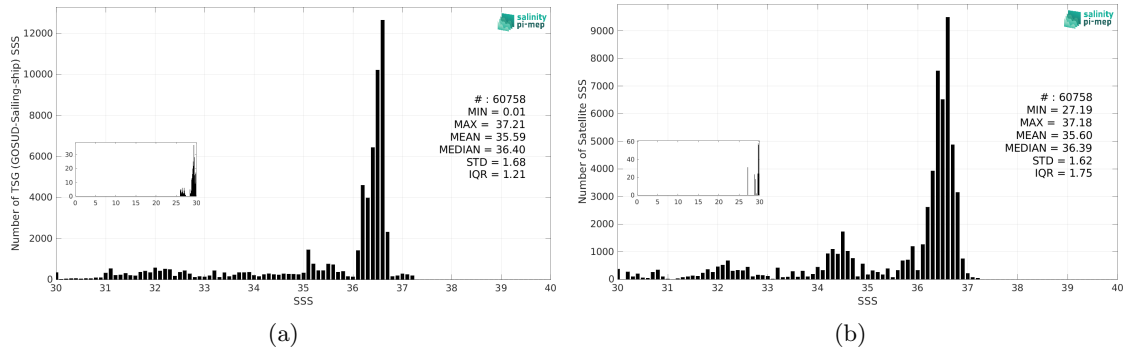 salinity
pi-mep
Number of TSG (GOSUD-Sailing-ship) SSS
12000
10000
8000
6000
4000
2000
0
# : 60758
MIN = 0.01
MAX = 37.21
MEAN = 35.59
MEDIAN = 36.40
STD = 1.68
IQR = 1.21
30
20
10
0
0 5 10 15 20 25 30
30 31 32 33 34 35 36 37 38 39 40
SSS
(a)
salinity
pi-mep
Number of Satellite SSS
9000
8000
7000
6000
5000
4000
3000
2000
1000
0
# : 60758
MIN = 27.19
MAX = 37.18
MEAN = 35.60
MEDIAN = 36.39
STD = 1.62
IQR = 1.75
60
40
20
0
0 5 10 15 20 25 30
30 31 32 33 34 35 36 37 38 39 40
SSS
(b)